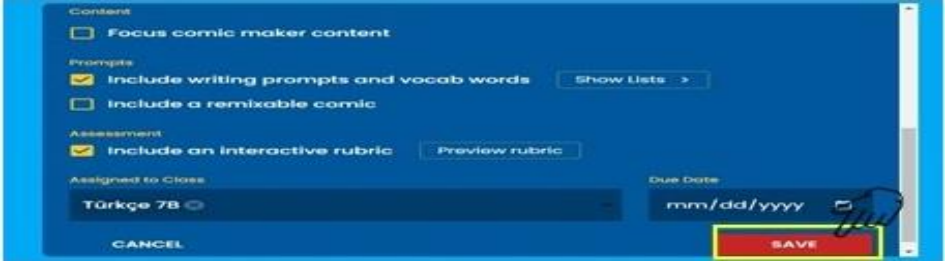 Content
Focus comic maker content
Prompts
Include writing prompts and vocab words Show Lists >
Include a remixable comic
Assessment
Include an interactive rubric Preview rubric
Assigned to Class Due Date
Türkçe 7B mm/dd/yyyy
CANCEL SAVE